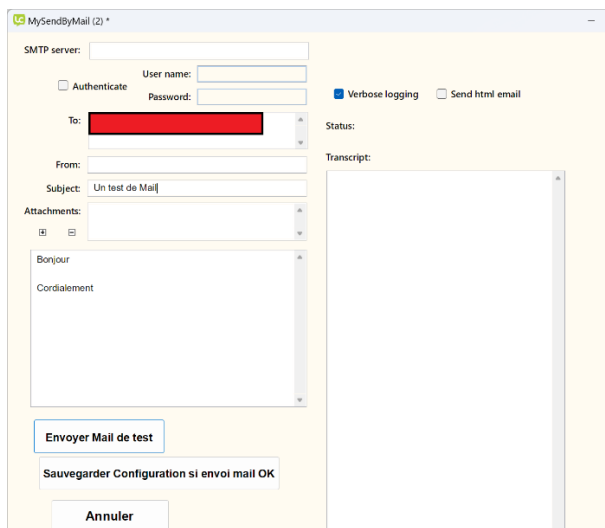 MySendByMail (2) *
SMTP server:
User name:
Authenticate
Password:
Verbose logging
Send html email
To:
Status:
Transcript:
From:
Subject: Un test de Mail
Attachments:
Bonjour
Cordialement
Envoyer Mail de test
Sauvegarder Configuration si envoi mail OK
Annuler